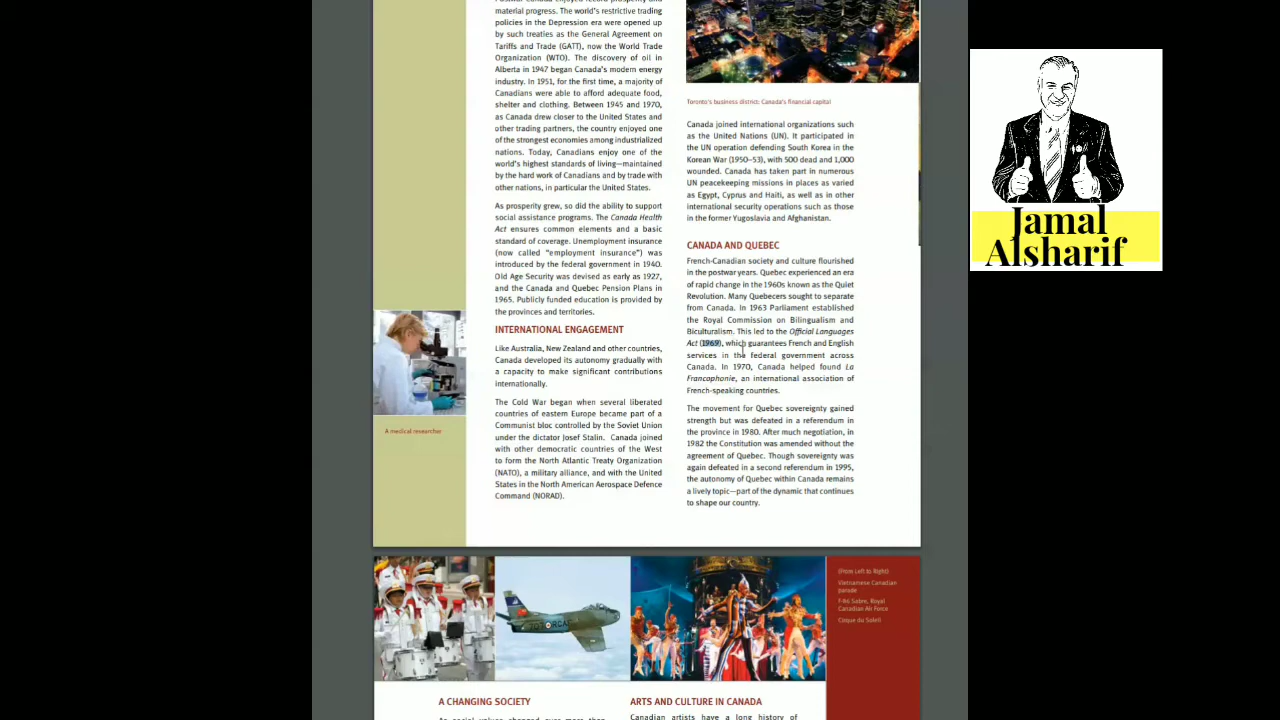 Postwar Canada enjoyed record prosperity and
material progress. The world's restrictive trading
policies in the Depression era were opened up
by such treaties as the General Agreement on
Tariffs and Trade (GATT), now the World Trade
Organization (WTO). The discovery of oil in
Alberta in 1947 began Canada's modern energy
industry. In 1951, for the first time, a majority of
Canadians were able to afford adequate food,
shelter and clothing. Between 1945 and 1970,
as Canada drew closer to the United States and
other trading partners, the country enjoyed one
of the strongest economies among industrialized
nations. Today, Canadians enjoy one of the
world's highest standards of living—maintained
by the hard work of Canadians and by trade with
other nations, in particular the United States.
As prosperity grew, so did the ability to support
social assistance programs. The Canada Health
Act ensures common elements and a basic
standard of coverage. Unemployment insurance
(now called "employment insurance") was
introduced by the federal government in 1940.
Old Age Security was devised as early as 1927,
and the Canada and Quebec Pension Plans in
1965. Publicly funded education is provided by
the provinces and territories.
INTERNATIONAL ENGAGEMENT
Like Australia, New Zealand and other countries,
Canada developed its autonomy gradually with
a capacity to make significant contributions
internationally.
The Cold War began when several liberated
countries of eastern Europe became part of a
Communist bloc controlled by the Soviet Union
under the dictator Josef Stalin. Canada joined
with other democratic countries of the West
to form the North Atlantic Treaty Organization
(NATO), a military alliance, and with the United
States in the North American Aerospace Defence
Command (NORAD).
A medical researcher
Toronto's business district: Canada's financial capital
Canada joined international organizations such
as the United Nations (UN). It participated in
the UN operation defending South Korea in the
Korean War (1950–53), with 500 dead and 1,000
wounded. Canada has taken part in numerous
UN peacekeeping missions in places as varied
as Egypt, Cyprus and Haiti, as well as in other
international security operations such as those
in the former Yugoslavia and Afghanistan.
CANADA AND QUEBEC
French-Canadian society and culture flourished
in the postwar years. Quebec experienced an era
of rapid change in the 1960s known as the Quiet
Revolution. Many Quebecers sought to separate
from Canada. In 1963 Parliament established
the Royal Commission on Bilingualism and
Biculturalism. This led to the Official Languages
Act (1969), which guarantees French and English
services in the federal government across
Canada. In 1970, Canada helped found La
Francophonie, an international association of
French-speaking countries.
The movement for Quebec sovereignty gained
strength but was defeated in a referendum in
the province in 1980. After much negotiation, in
1982 the Constitution was amended without the
agreement of Quebec. Though sovereignty was
again defeated in a second referendum in 1995,
the autonomy of Quebec within Canada remains
a lively topic—part of the dynamic that continues
to shape our country.
Jamal
Alsharif
RCAF
(From Left to Right)
Vietnamese Canadian
parade
F-86 Sabre, Royal
Canadian Air Force
Cirque du Soleil
A CHANGING SOCIETY
ARTS AND CULTURE IN CANADA
Canadian artists have a long history of